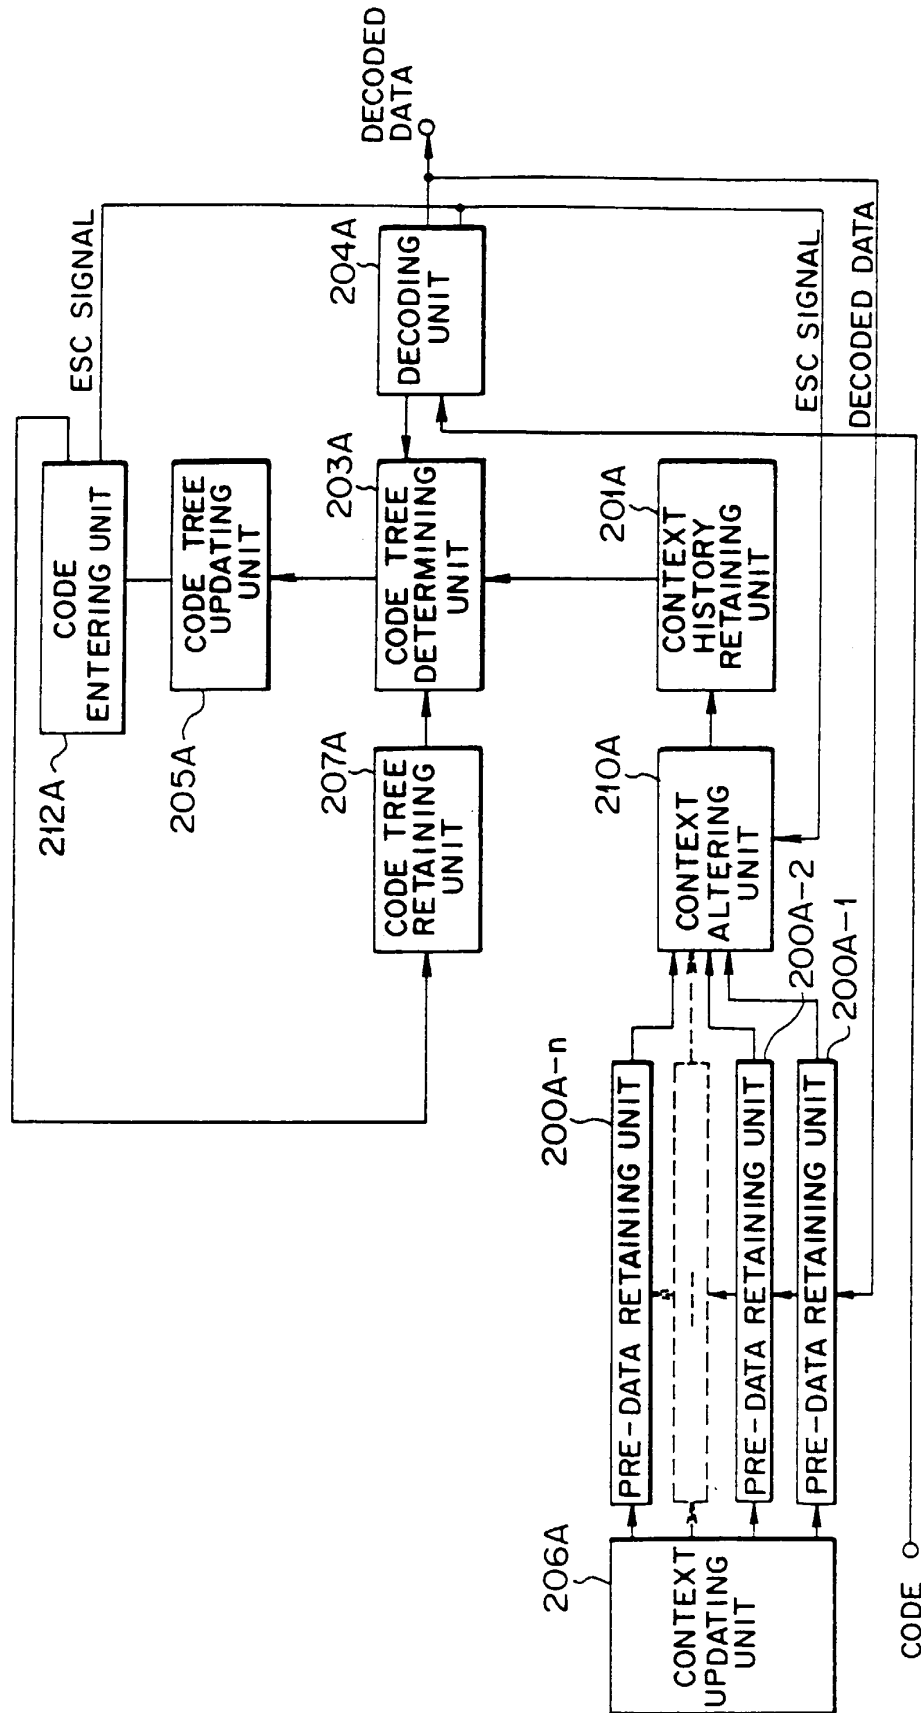 212A
CODE
ENTERING UNIT
ESC SIGNAL
205A
CODE TREE
UPDATING
UNIT
207A
CODE TREE
RETAINING
UNIT
203A
CODE TREE
DETERMINING
UNIT
204A
DECODING
UNIT
DECODED
DATA
206A
CONTEXT
UPDATING
UNIT
200A-n
PRE-DATA RETAINING UNIT
PRE-DATA RETAINING UNIT
200A-2
PRE-DATA RETAINING UNIT
200A-1
210A
CONTEXT
ALTERING
UNIT
201A
CONTEXT
HISTORY
RETAINING
UNIT
ESC SIGNAL
DECODED DATA
CODE